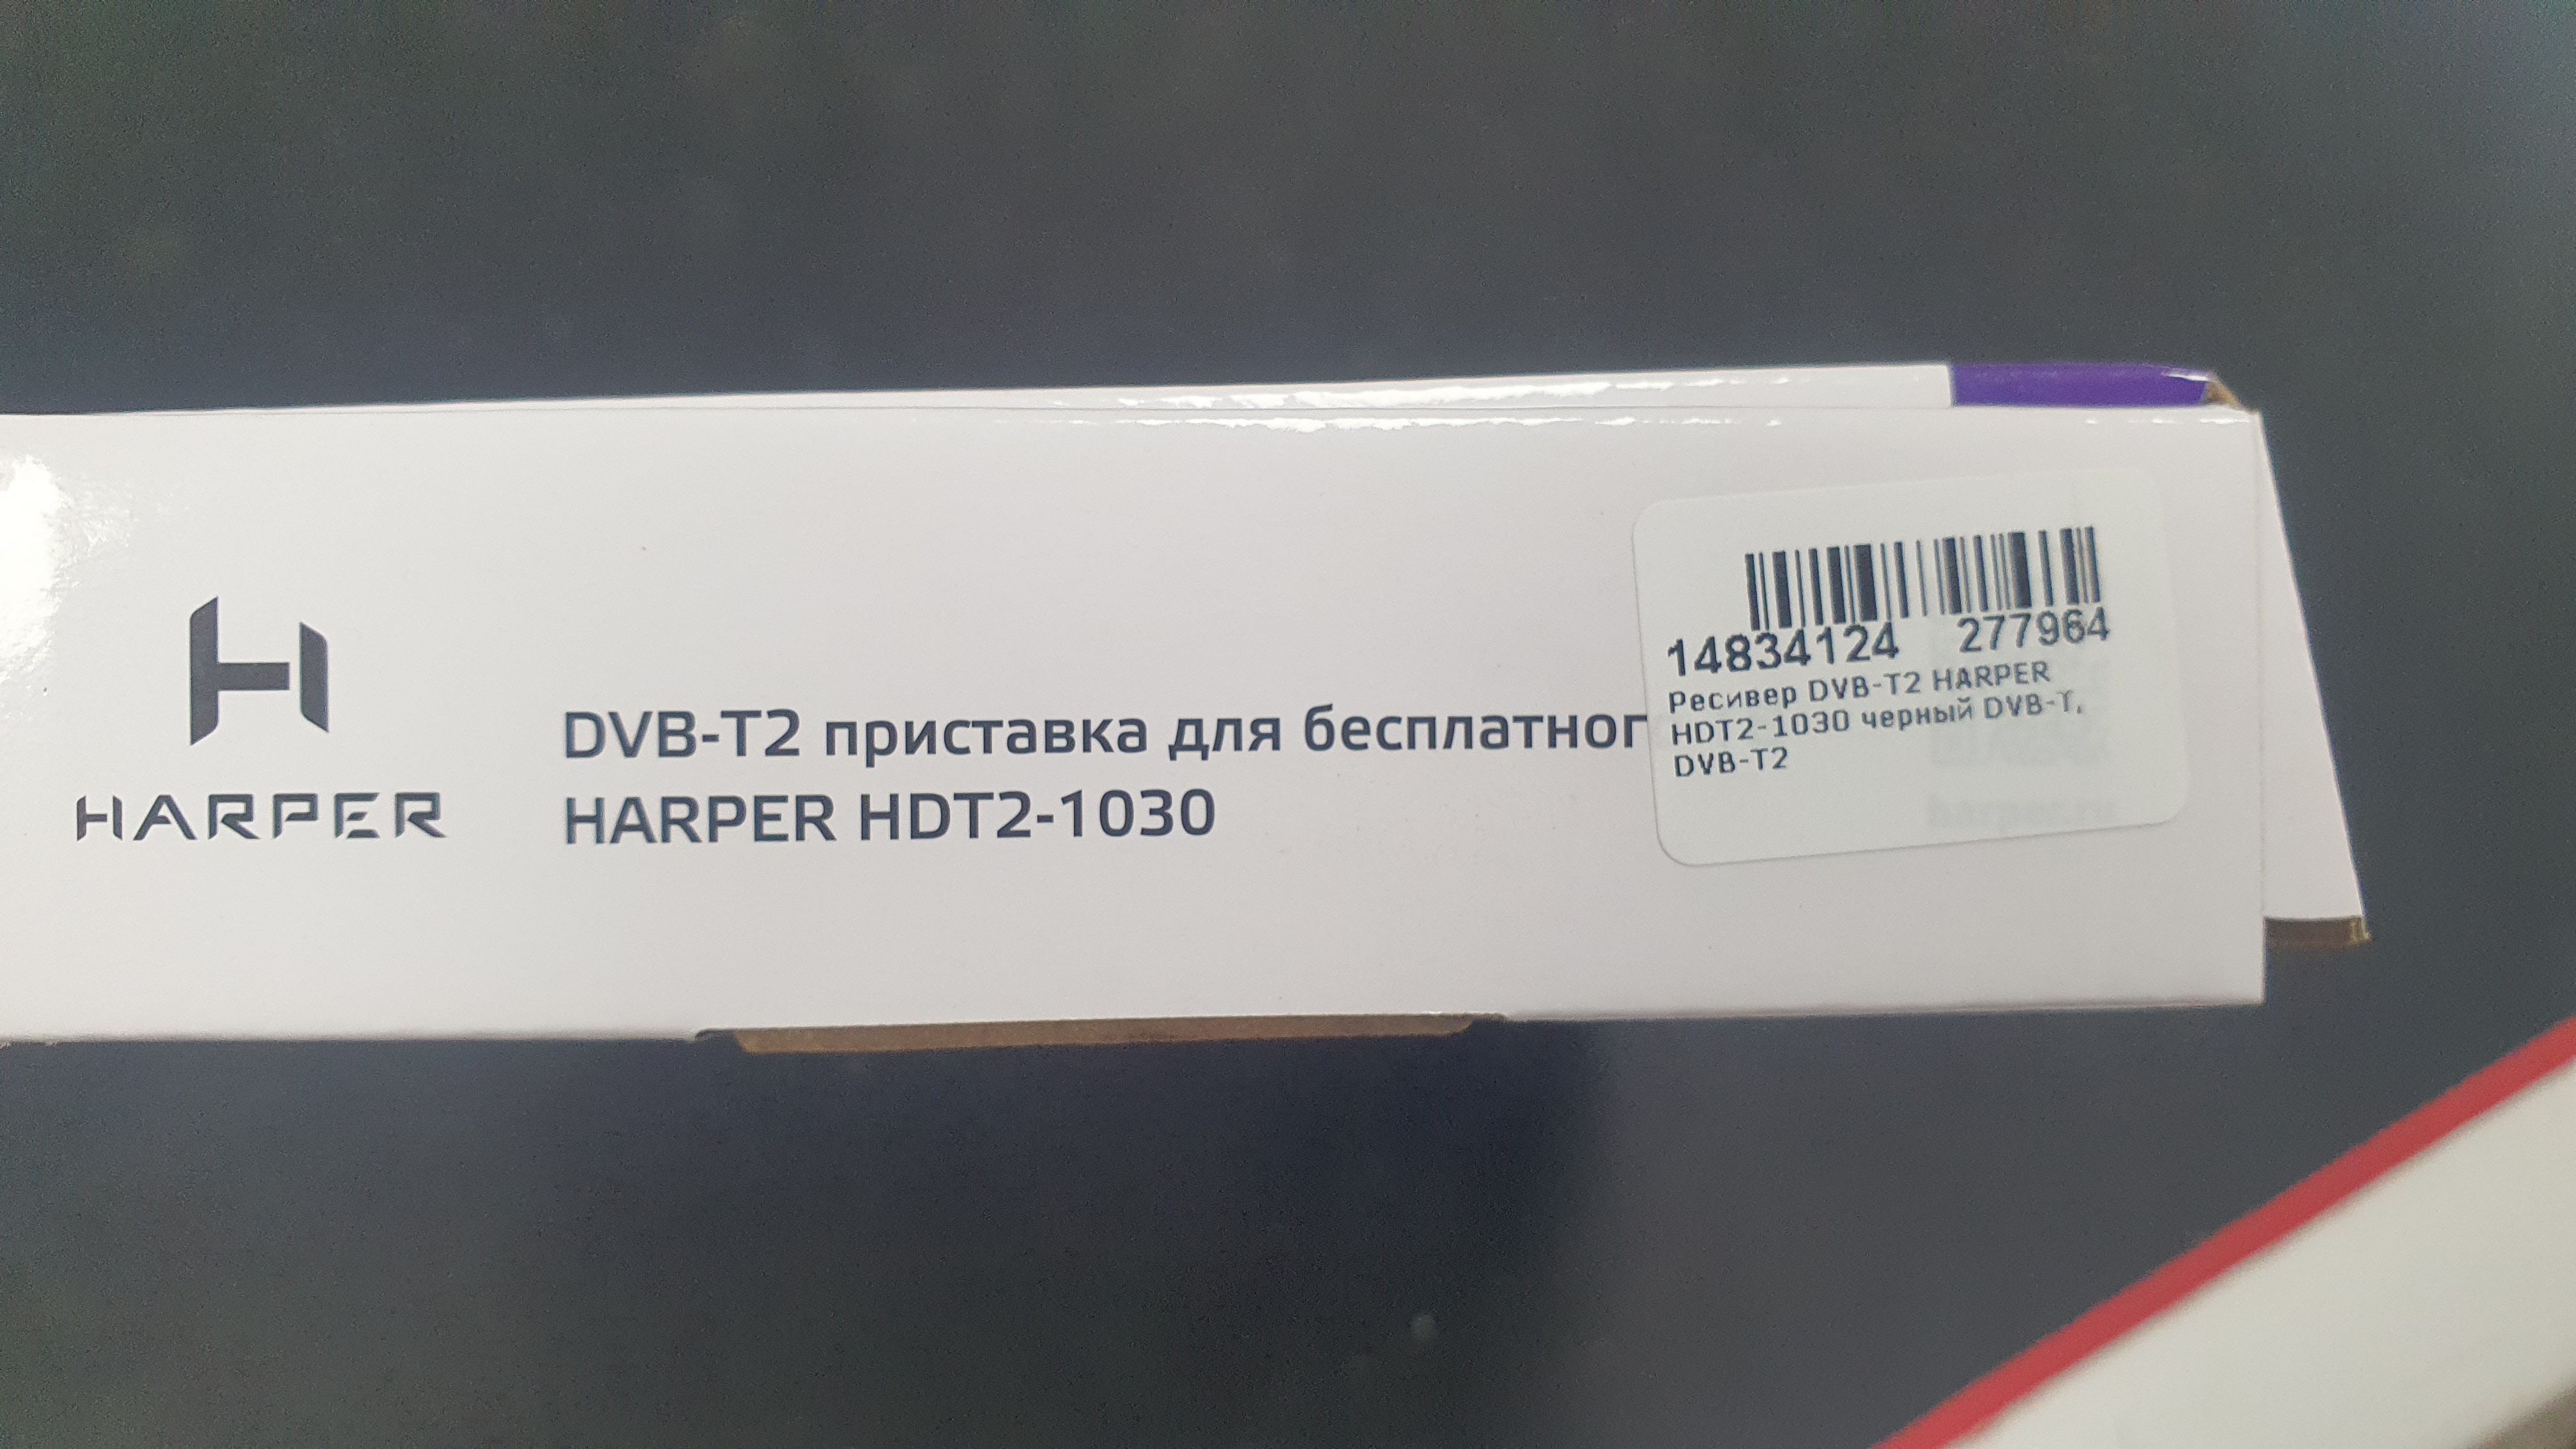 HARPER
DVB-T2 приставка для бесплатног
HARPER HDT2-1030
14834124 277964
Ресивер DVB-T2 HARPER
HDT2-1030 черный DVB-T,
DVB-T2